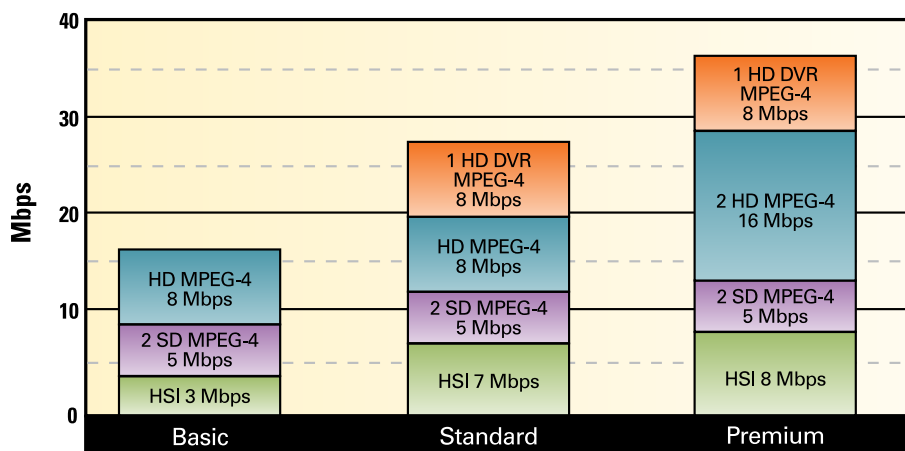 Mbps
40
30
20
10
0
HD MPEG-4
8 Mbps
2 SD MPEG-4
5 Mbps
HSI 3 Mbps
Basic
1 HD DVR
MPEG-4
8 Mbps
HD MPEG-4
8 Mbps
2 SD MPEG-4
5 Mbps
HSI 7 Mbps
Standard
1 HD DVR
MPEG-4
8 Mbps
2 HD MPEG-4
16 Mbps
2 SD MPEG-4
5 Mbps
HSI 8 Mbps
Premium